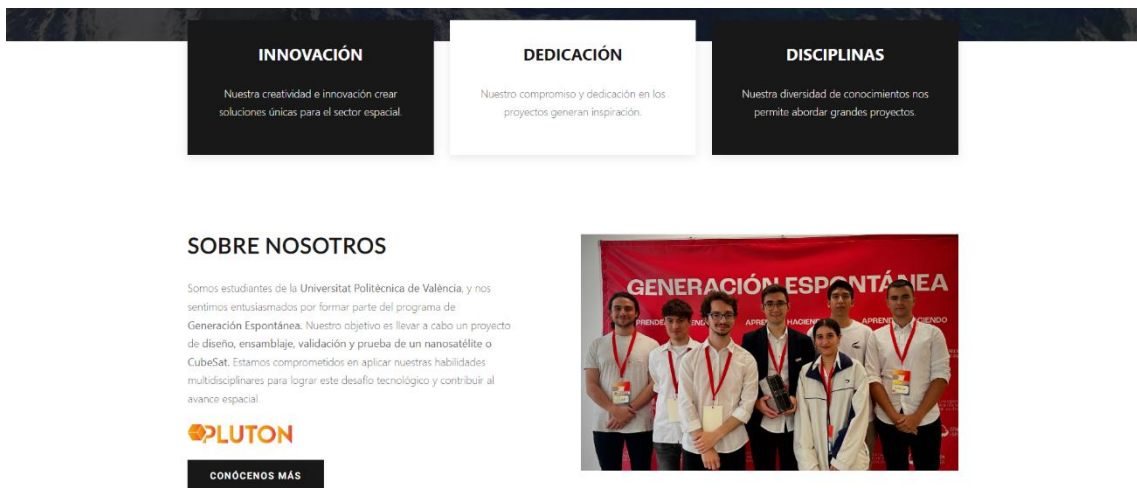 INNOVACIÓN
Nuestra creatividad e innovación crear
soluciones únicas para el sector espacial.
DEDICACIÓN
Nuestro compromiso y dedicación en los
proyectos generan inspiración.
DISCIPLINAS
Nuestra diversidad de conocimientos nos
permite abordar grandes proyectos.
SOBRE NOSOTROS
Somos estudiantes de la Universitat Politècnica de València, y nos
sentimos entusiasmados por formar parte del programa de
Generación Espontánea. Nuestro objetivo es llevar a cabo un proyecto
de diseño, ensamblaje, validación y prueba de un nanosatélite o
CubeSat. Estamos comprometidos en aplicar nuestras habilidades
multidisciplinares para lograr este desafío tecnológico y contribuir al
avance espacial.
PLUTON
CONÓCENOS MÁS
GENERACIÓN ESPONTÁNEA